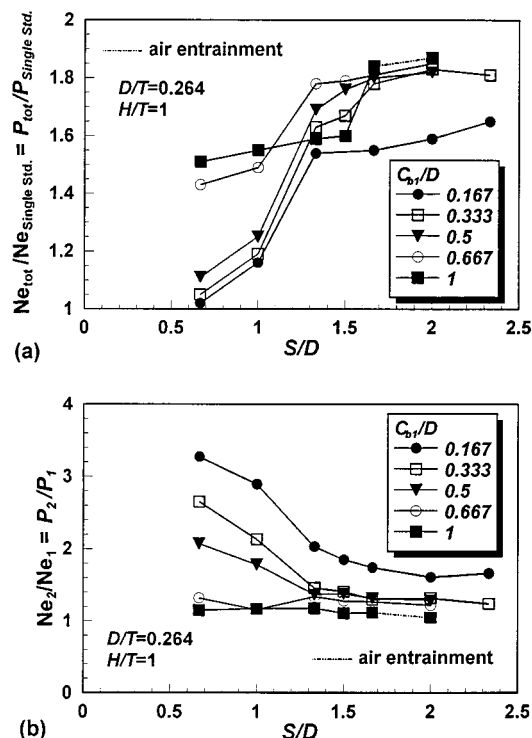 air entrainment
D/T=0.264
H/T=1
Ne_tot/Ne_Single Std. = P_tot/P_Single Std.
2
1.8
1.6
1.4
1.2
1
C_b1/D
0.167
0.333
0.5
0.667
1
0 0.5 1 1.5 2 2.5
(a) S/D
Ne_2/Ne_1 = P_2/P_1
4
3
2
1
0
C_b1/D
0.167
0.333
0.5
0.667
1
D/T=0.264
H/T=1
air entrainment
0 0.5 1 1.5 2 2.5
(b) S/D